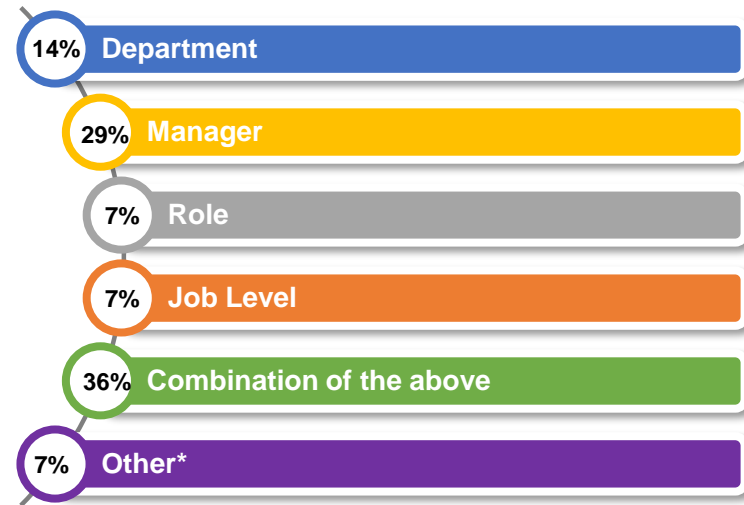 14% Department
29% Manager
7% Role
7% Job Level
36% Combination of the above
7% Other*